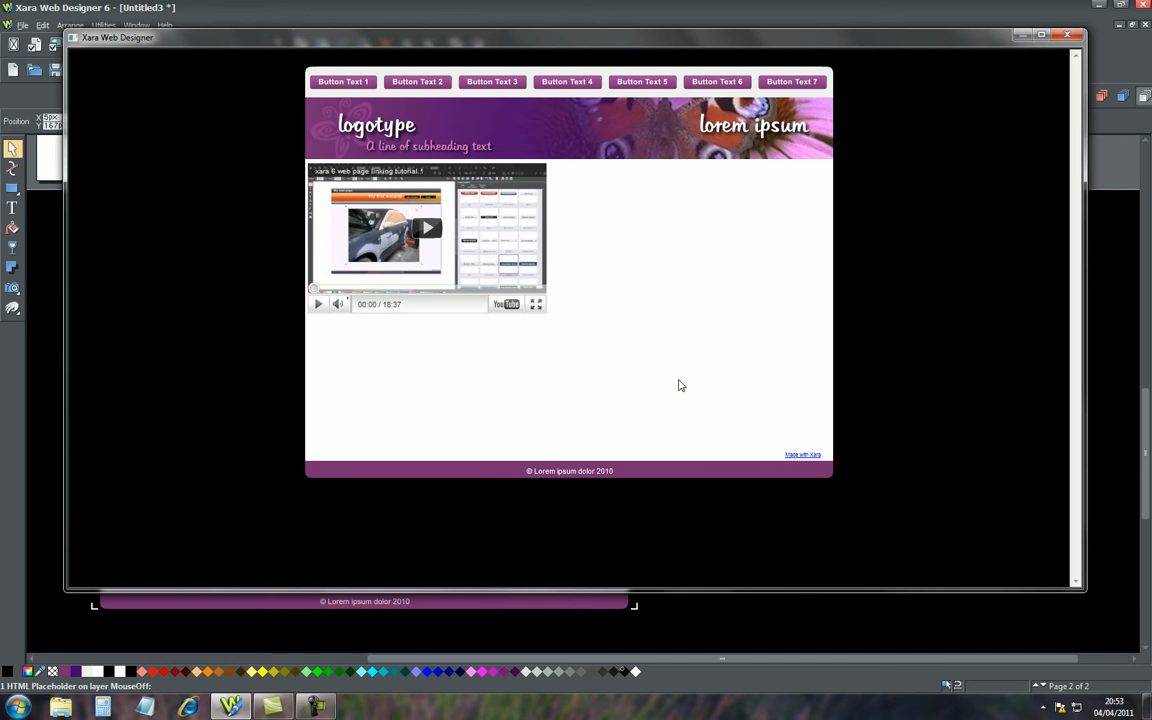 Xara Web Designer 6 - [Untitled3 *]
File Edit Arrange Utilities Window Help
Xara Web Designer
Button Text 1 Button Text 2 Button Text 3 Button Text 4 Button Text 5 Button Text 6 Button Text 7
Position X 5px
Y
logotype lorem ipsum
A line of subheading text
xara 6 web page linking tutorial.1
00:00 / 18:37 YouTube
Made with Xara
© Lorem ipsum dolor 2010
© Lorem ipsum dolor 2010
1 HTML Placeholder on layer MouseOff: Page 2 of 2
20:53
04/04/2011